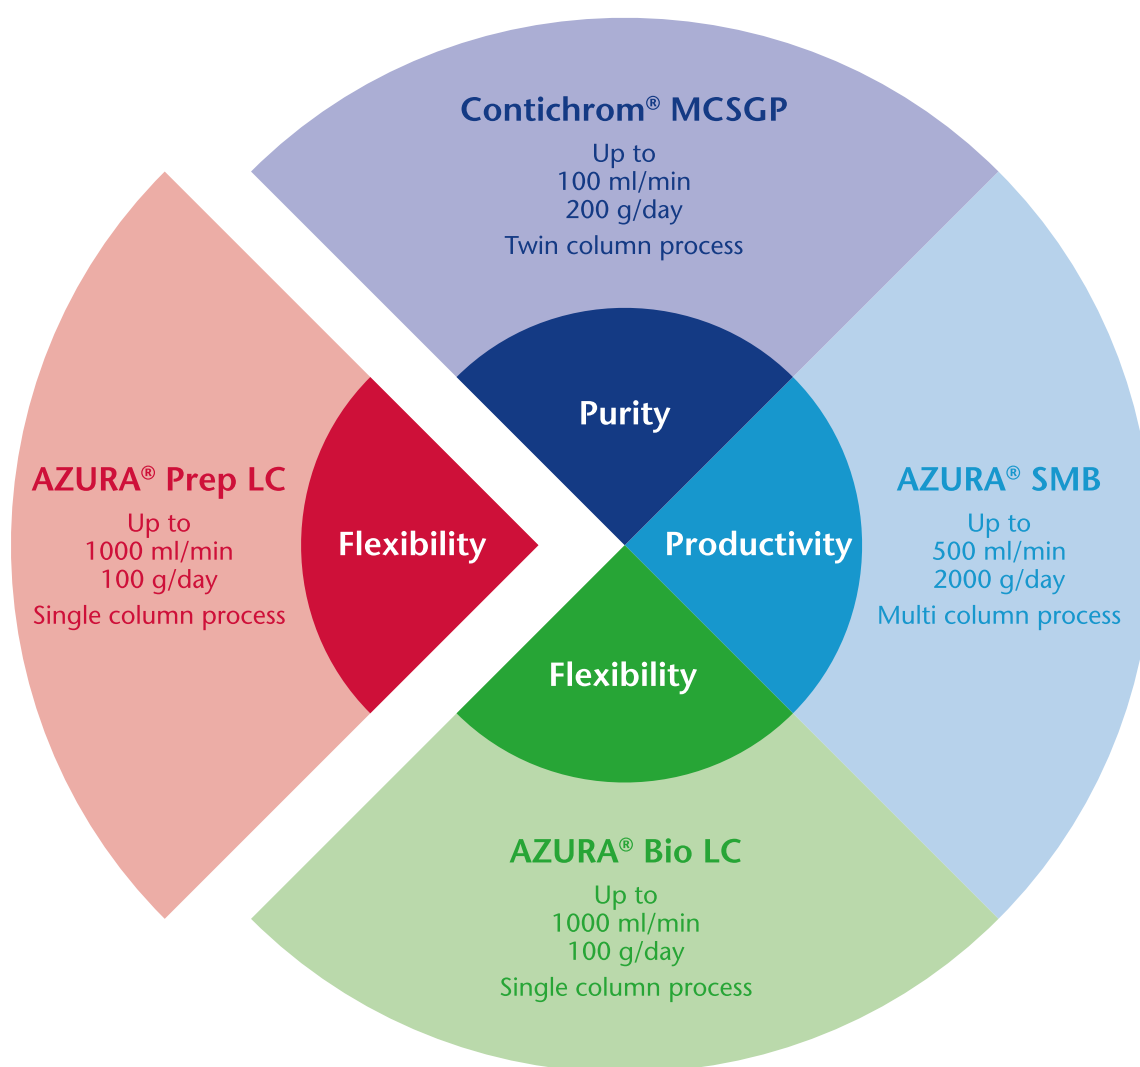 Contichrom® MCSGP
Up to
100 ml/min
200 g/day
Twin column process
Purity
AZURA® Prep LC
Up to
1000 ml/min
100 g/day
Single column process
Flexibility
Productivity
AZURA® SMB
Up to
500 ml/min
2000 g/day
Multi column process
Flexibility
AZURA® Bio LC
Up to
1000 ml/min
100 g/day
Single column process